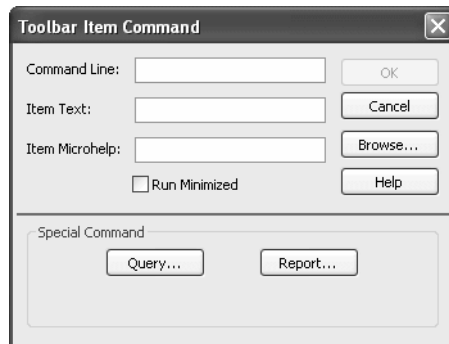 Toolbar Item Command
Command Line:
OK
Item Text:
Cancel
Item Microhelp:
Browse...
Run Minimized
Help
Special Command
Query...
Report...